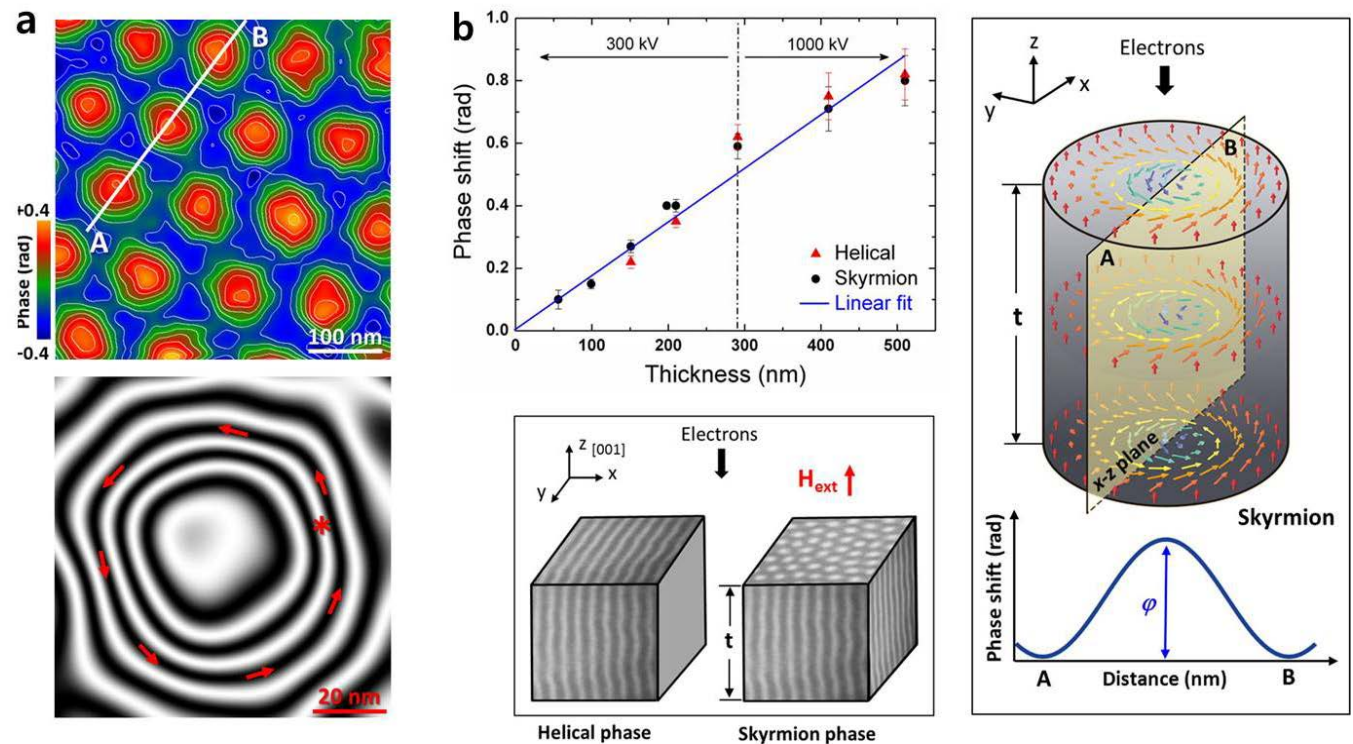 a
B
A
+0.4
Phase (rad)
-0.4
100 nm
20 nm
b
1.0
0.8
0.6
0.4
0.2
0.0
Phase shift (rad)
300 kV
1000 kV
Helical
Skyrmion
Linear fit
0 100 200 300 400 500
Thickness (nm)
z [001]
x
y
Electrons
Hext
t
Helical phase
Skyrmion phase
z
y
x
Electrons
B
A
t
x-z plane
Skyrmion
Phase shift (rad)
φ
A
Distance (nm)
B